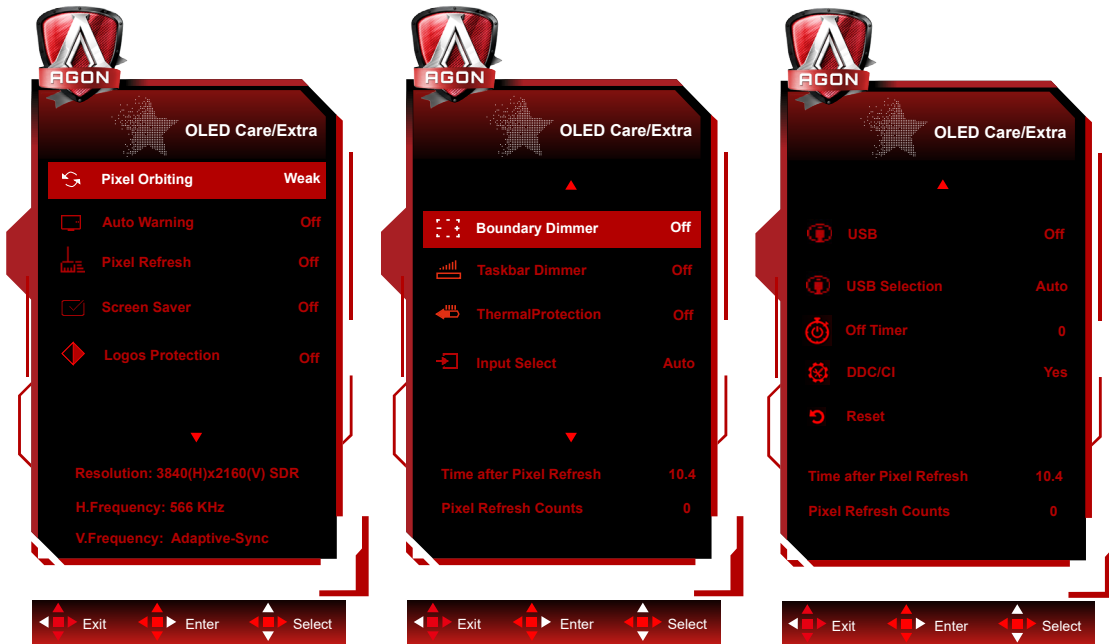 AGON
OLED Care/Extra
Pixel Orbiting Weak
Auto Warning Off
Pixel Refresh Off
Screen Saver Off
Logos Protection Off
Resolution: 3840(H)x2160(V) SDR
H.Frequency: 566 KHz
V.Frequency: Adaptive-Sync
Exit Enter Select
AGON
OLED Care/Extra
Boundary Dimmer Off
Taskbar Dimmer Off
ThermalProtection Off
Input Select Auto
Time after Pixel Refresh 10.4
Pixel Refresh Counts 0
Exit Enter Select
AGON
OLED Care/Extra
USB Off
USB Selection Auto
Off Timer 0
DDC/CI Yes
Reset
Time after Pixel Refresh 10.4
Pixel Refresh Counts 0
Exit Enter Select